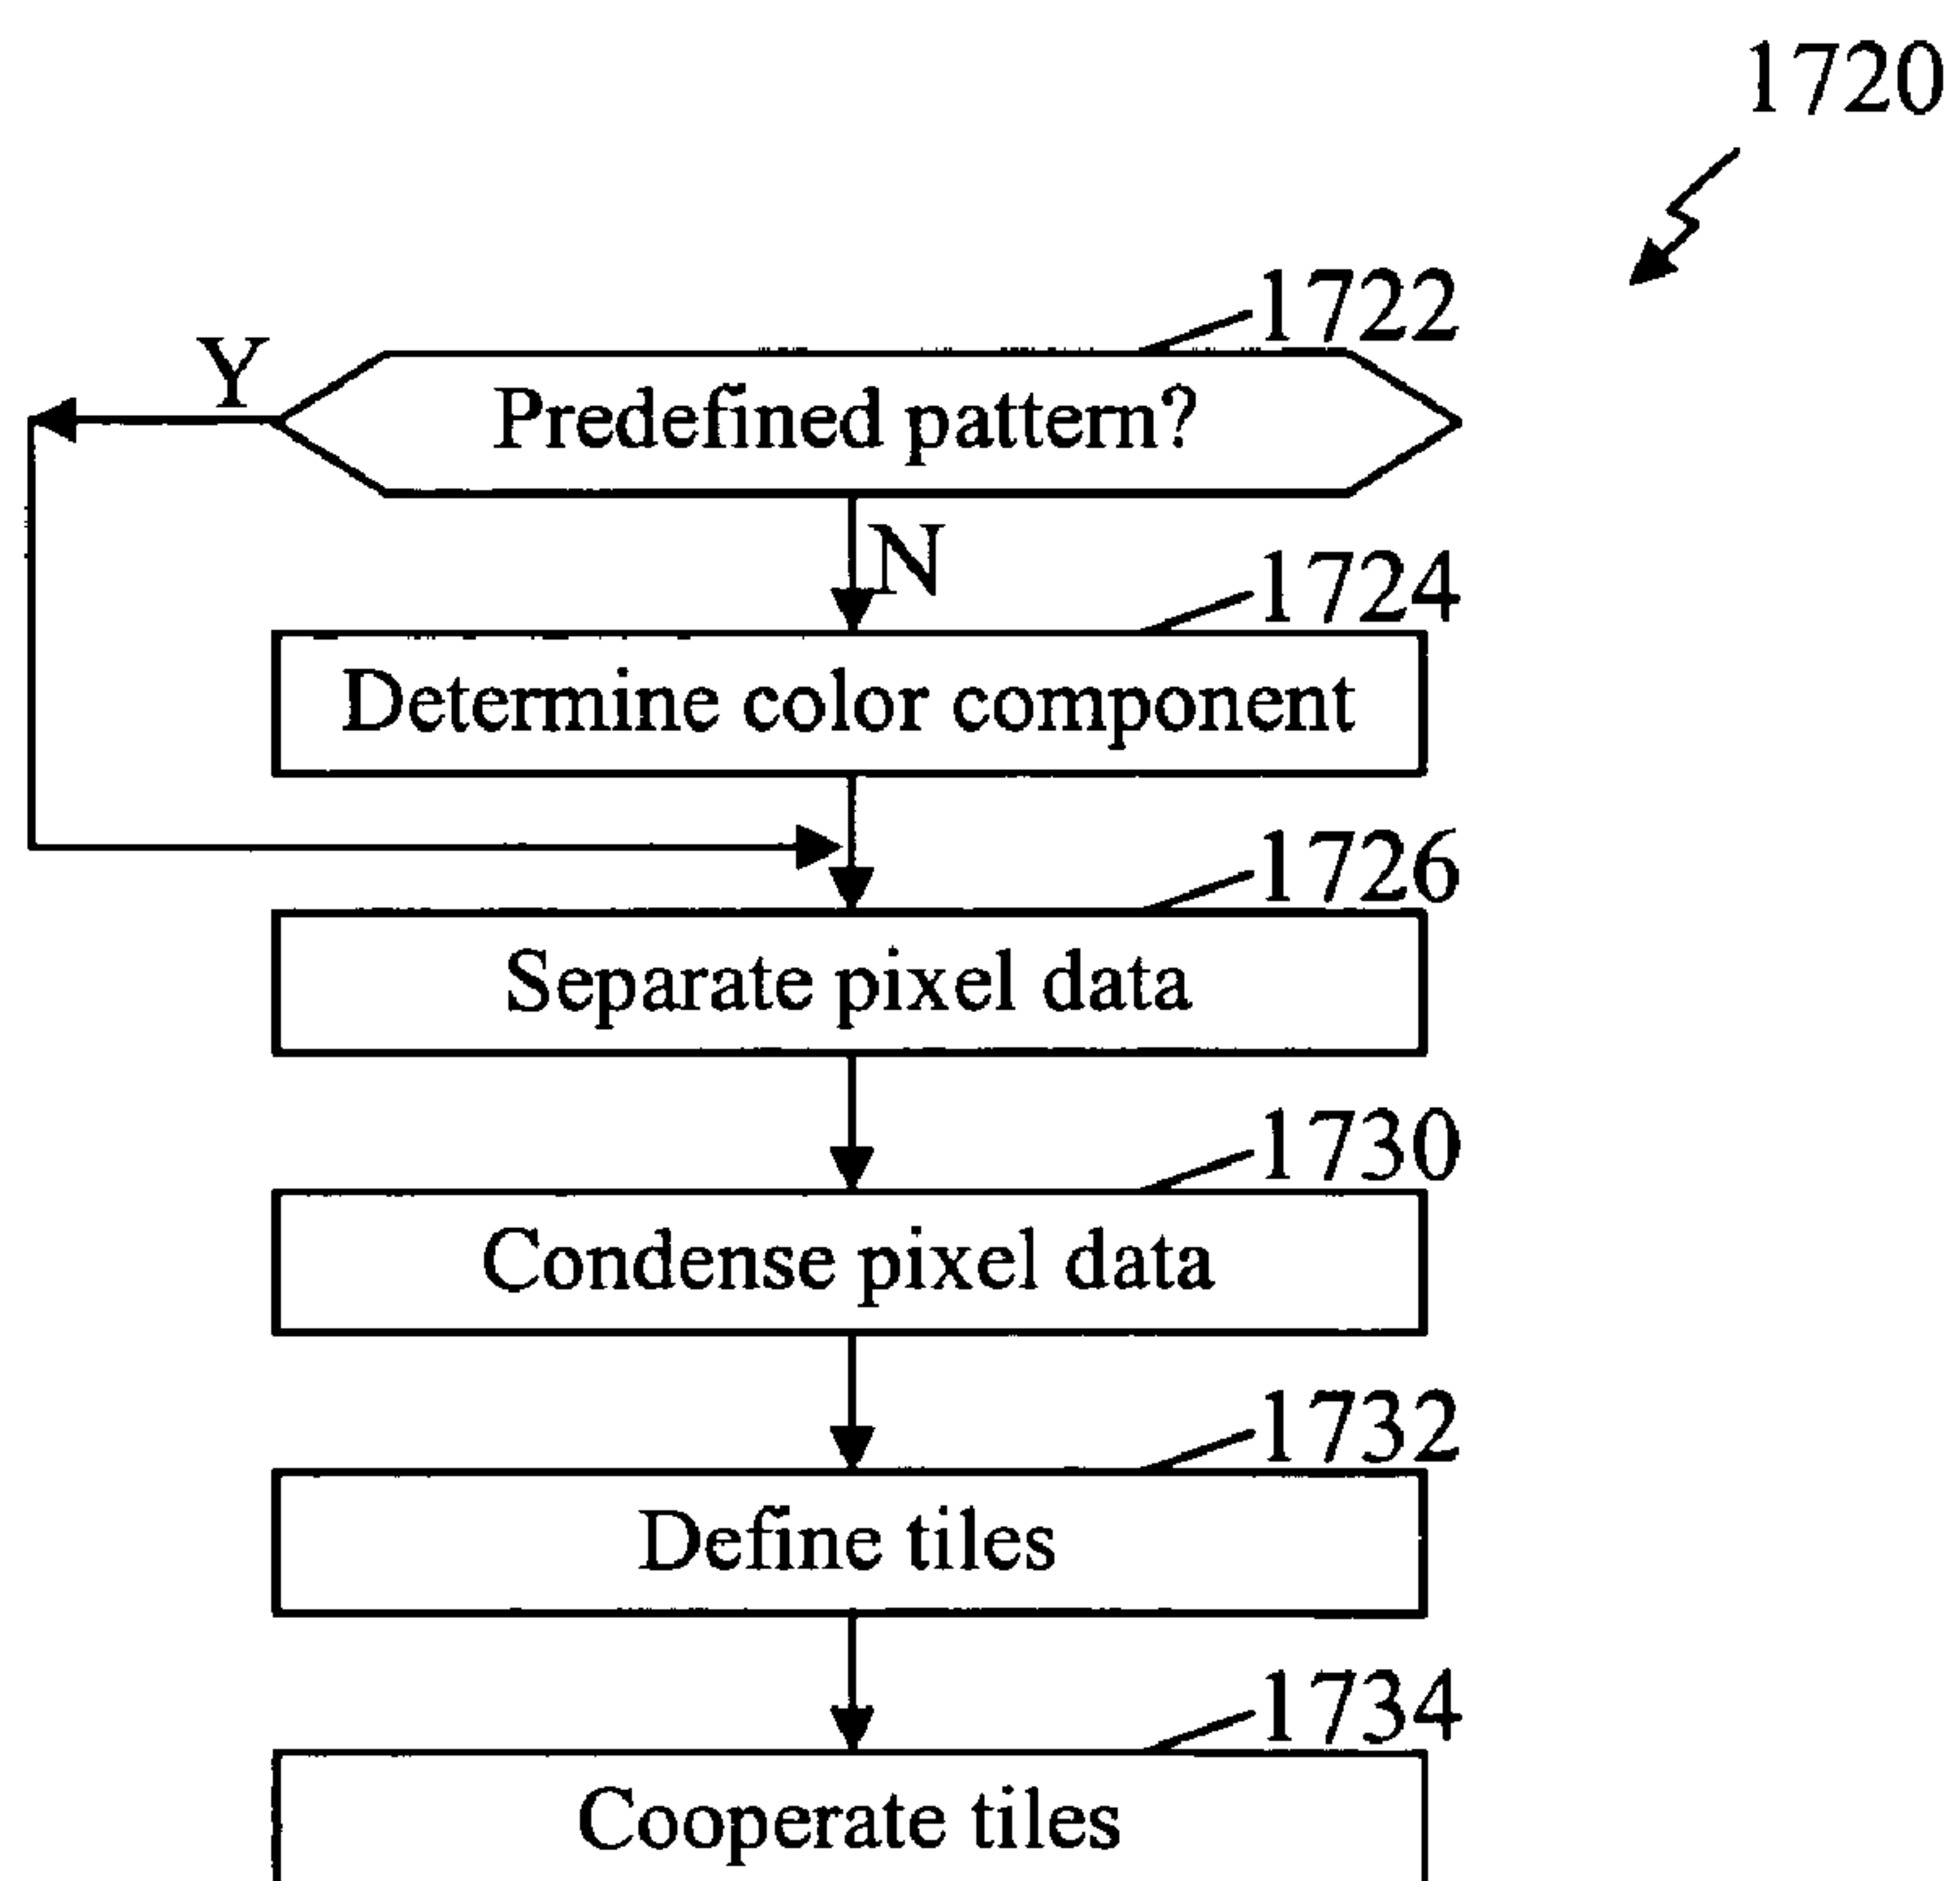 1720
1722
Y
Predefined pattern?
N
1724
Determine color component
1726
Separate pixel data
1730
Condense pixel data
1732
Define tiles
1734
Cooperate tiles